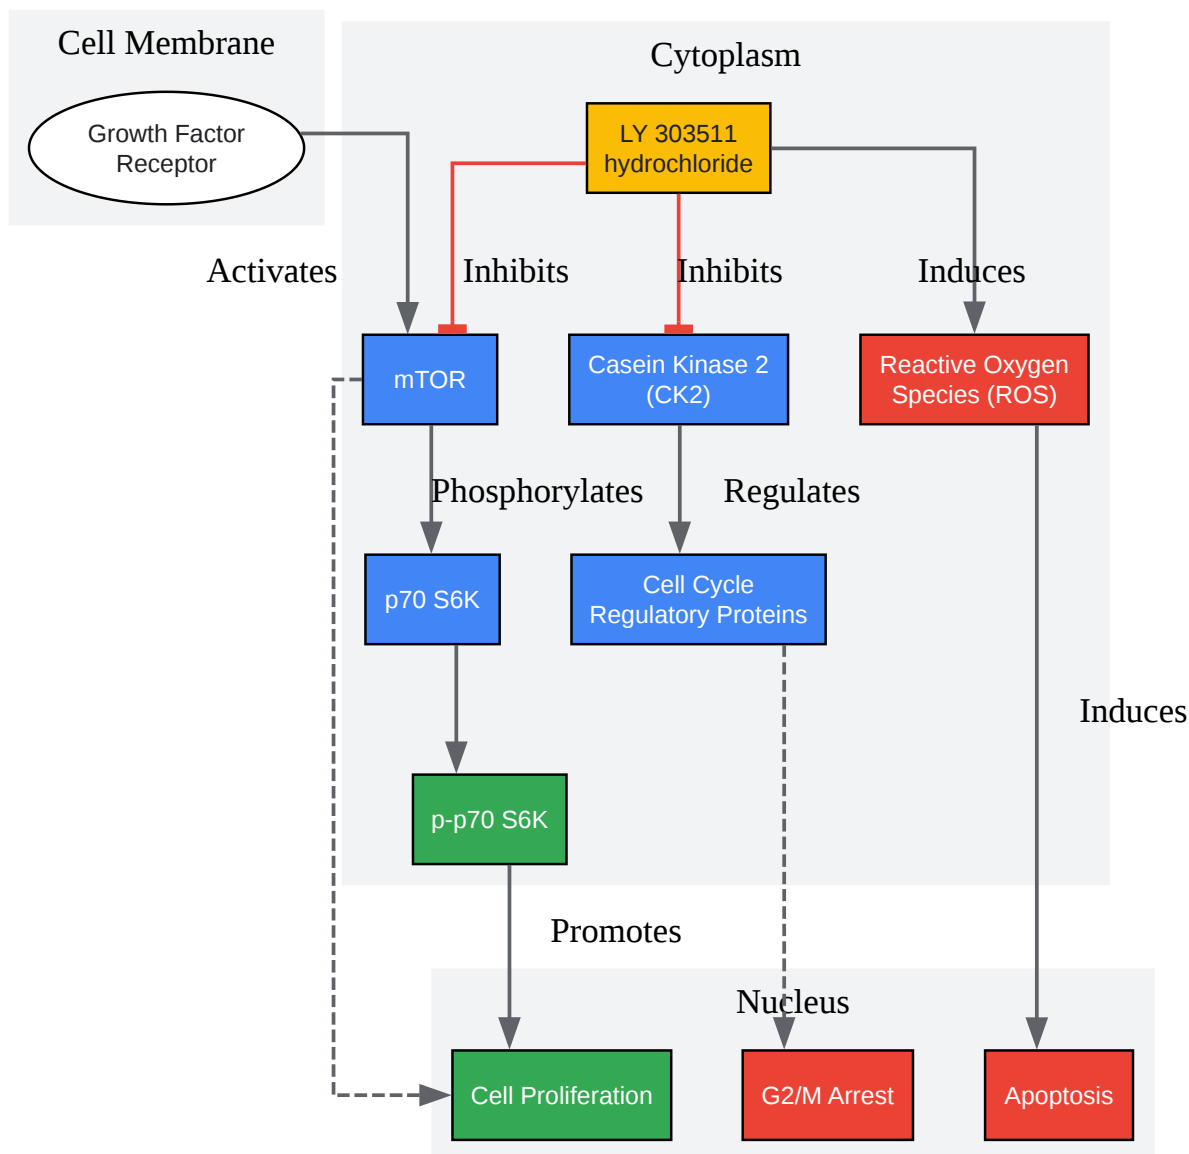 Cell Membrane
Cytoplasm
Growth Factor
Receptor
LY 303511
hydrochloride
Activates
Inhibits
Inhibits
Induces
mTOR
Casein Kinase 2
(CK2)
Reactive Oxygen
Species (ROS)
Phosphorylates
Regulates
p70 S6K
Cell Cycle
Regulatory Proteins
Induces
p-p70 S6K
Promotes
Nucleus
Cell Proliferation
G2/M Arrest
Apoptosis